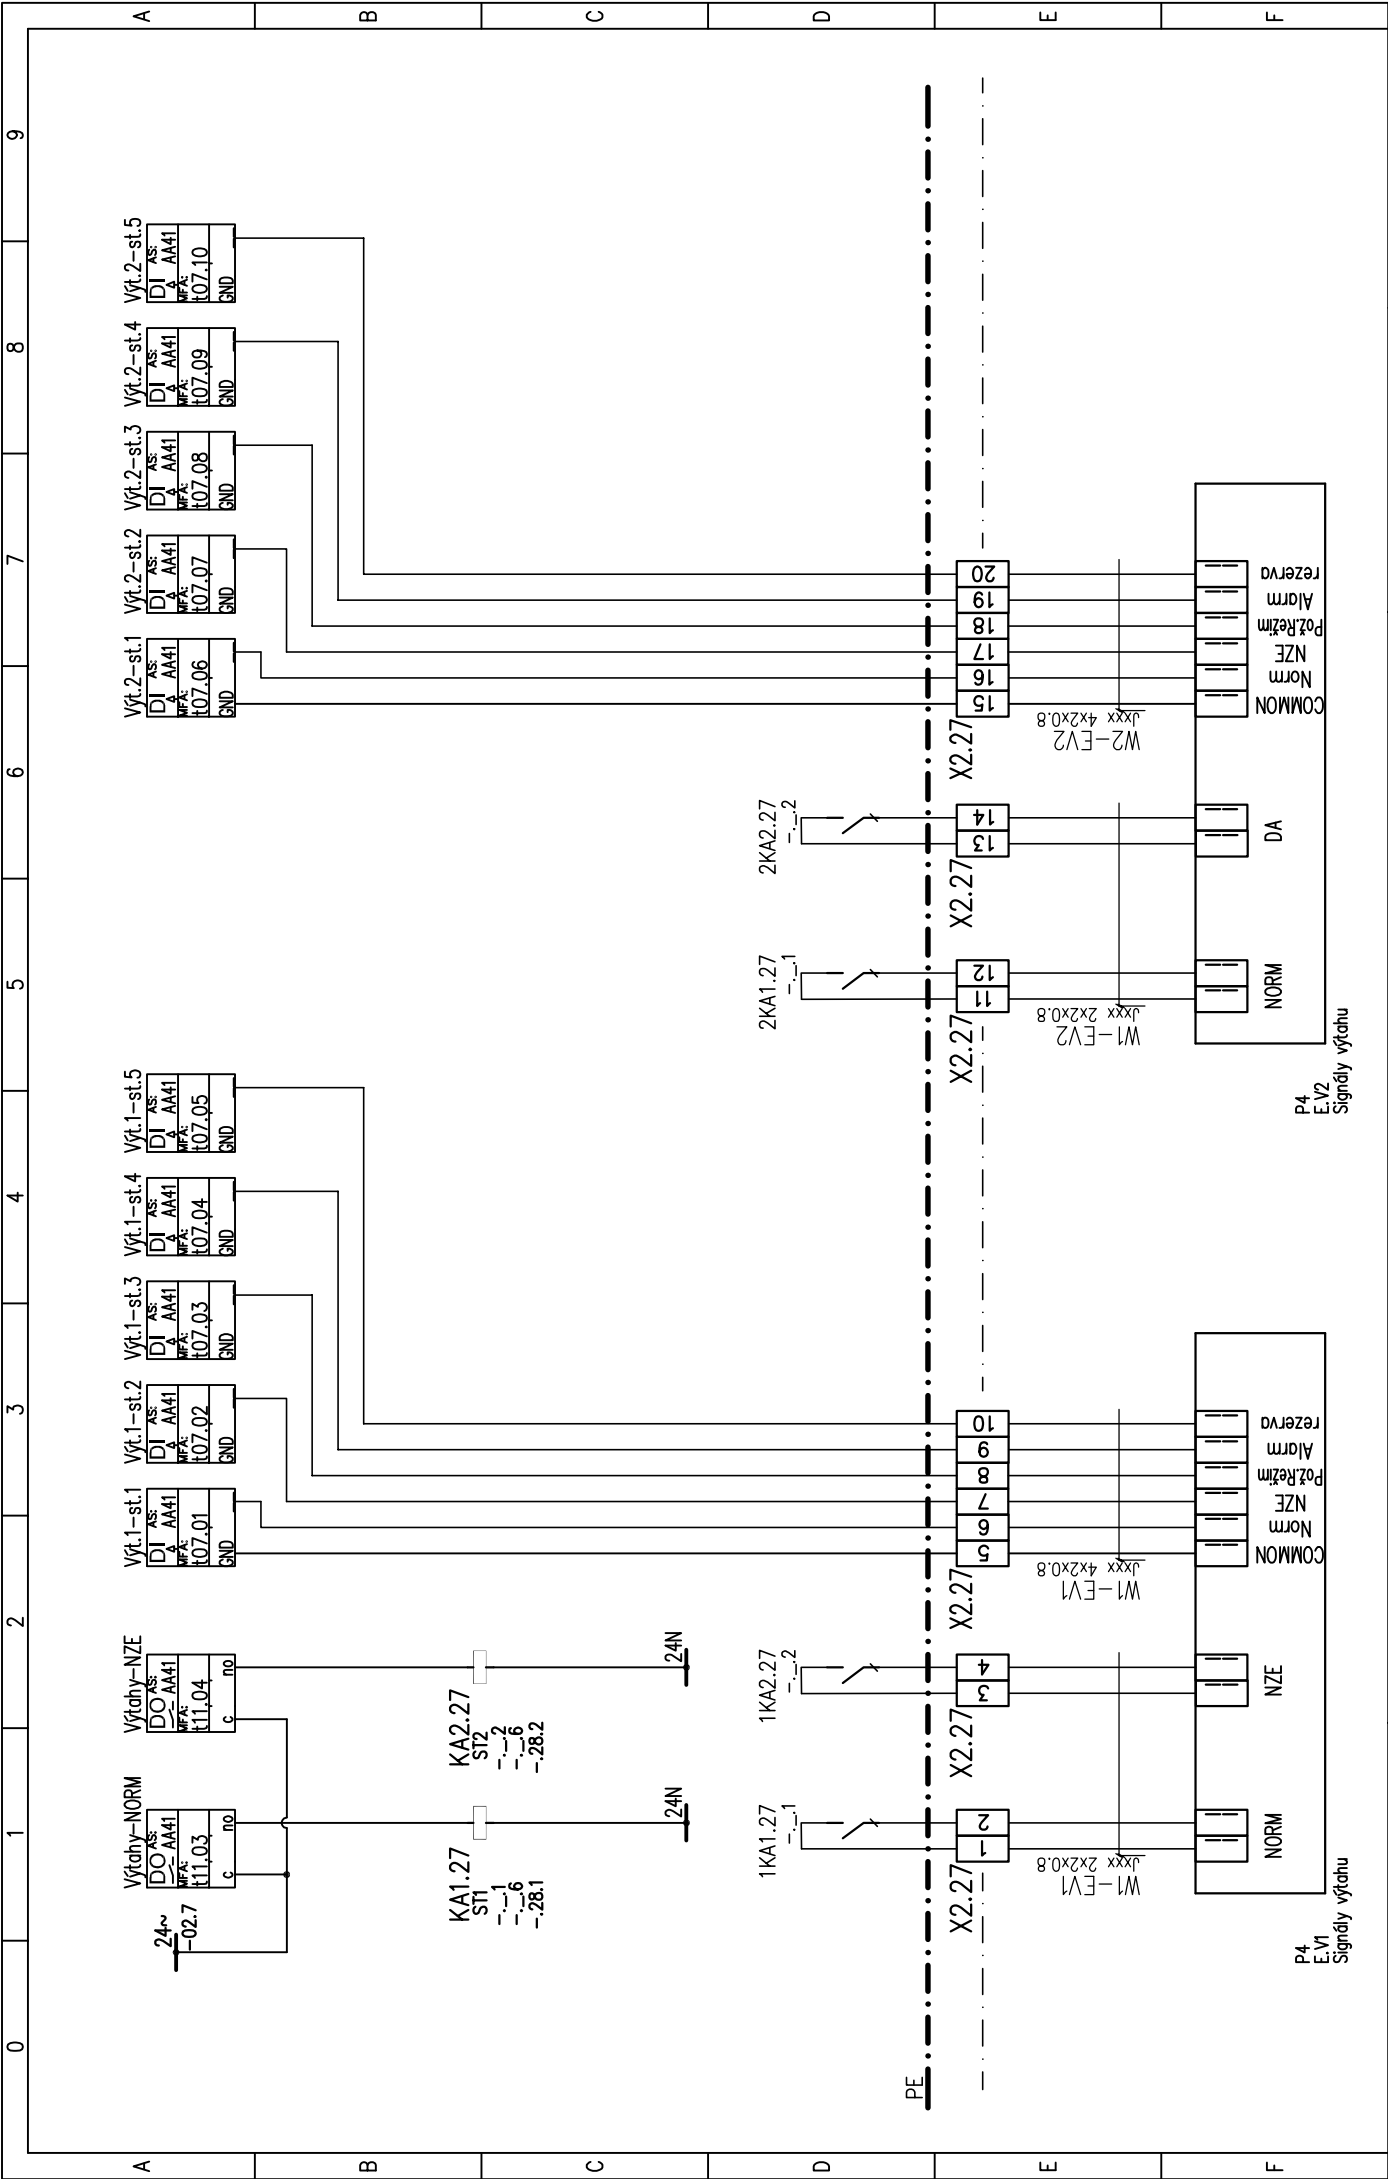 0 1 2 3 4 5 6 7 8 9
A
B
C
D
E
F
24~
-02.7
Výtahy-NORM
DO AS: AA41
MFA:
t11.03
c no
Výtahy-NZE
DO AS: AA41
MFA:
t11.04
c no
Výt.1-st.1
DI AS: AA41
MFA:
t07.01
GND
Výt.1-st.2
DI AS: AA41
MFA:
t07.02
GND
Výt.1-st.3
DI AS: AA41
MFA:
t07.03
GND
Výt.1-st.4
DI AS: AA41
MFA:
t07.04
GND
Výt.1-st.5
DI AS: AA41
MFA:
t07.05
GND
Výt.2-st.1
DI AS: AA41
MFA:
t07.06
GND
Výt.2-st.2
DI AS: AA41
MFA:
t07.07
GND
Výt.2-st.3
DI AS: AA41
MFA:
t07.08
GND
Výt.2-st.4
DI AS: AA41
MFA:
t07.09
GND
Výt.2-st.5
DI AS: AA41
MFA:
t07.10
GND
KA1.27
ST1
-._.1
-._.6
-.28.1
24N
KA2.27
ST2
-._.2
-._.6
-.28.2
24N
1KA1.27
-._.1
1KA2.27
-._.2
2KA1.27
-._.1
2KA2.27
-._.2
PE
X2.27 1 2
X2.27 3 4
X2.27 5 6 7 8 9 10
X2.27 11 12
X2.27 13 14
X2.27 15 16 17 18 19 20
W1-EV1
Jxxx 2x2x0.8
W1-EV1
Jxxx 4x2x0.8
W1-EV2
Jxxx 2x2x0.8
W2-EV2
Jxxx 4x2x0.8
NORM
NZE
COMMON
Norm
NZE
Pož.Režim
Alarm
rezerva
NORM
DA
COMMON
Norm
NZE
Pož.Režim
Alarm
rezerva
P4
E.V1
Signály výtahu
P4
E.V2
Signály výtahu
A
B
C
D
E
F